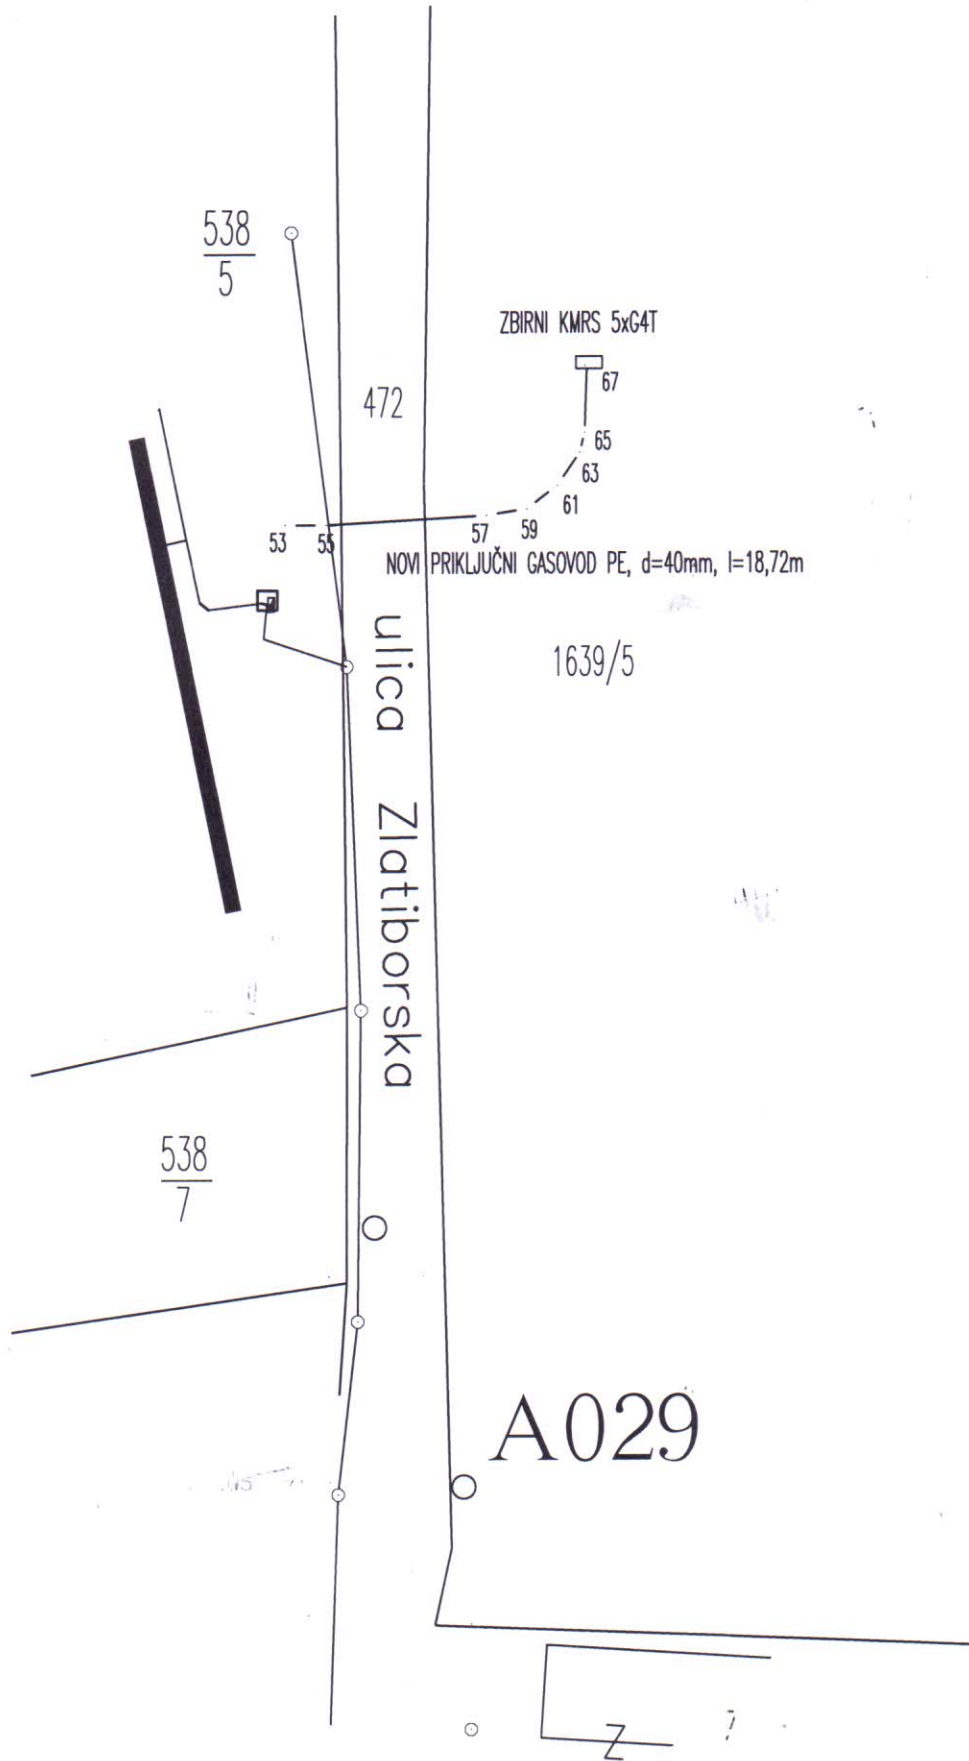 538
5
ZBIRNI KMRS 5xG4T
67
472
65
63
61
59
57
53
55
NOVI PRIKLJUČNI GASOVOD PE, d=40mm, l=18,72m
1639/5
ulica Zlatiborska
538
7
A029
Z